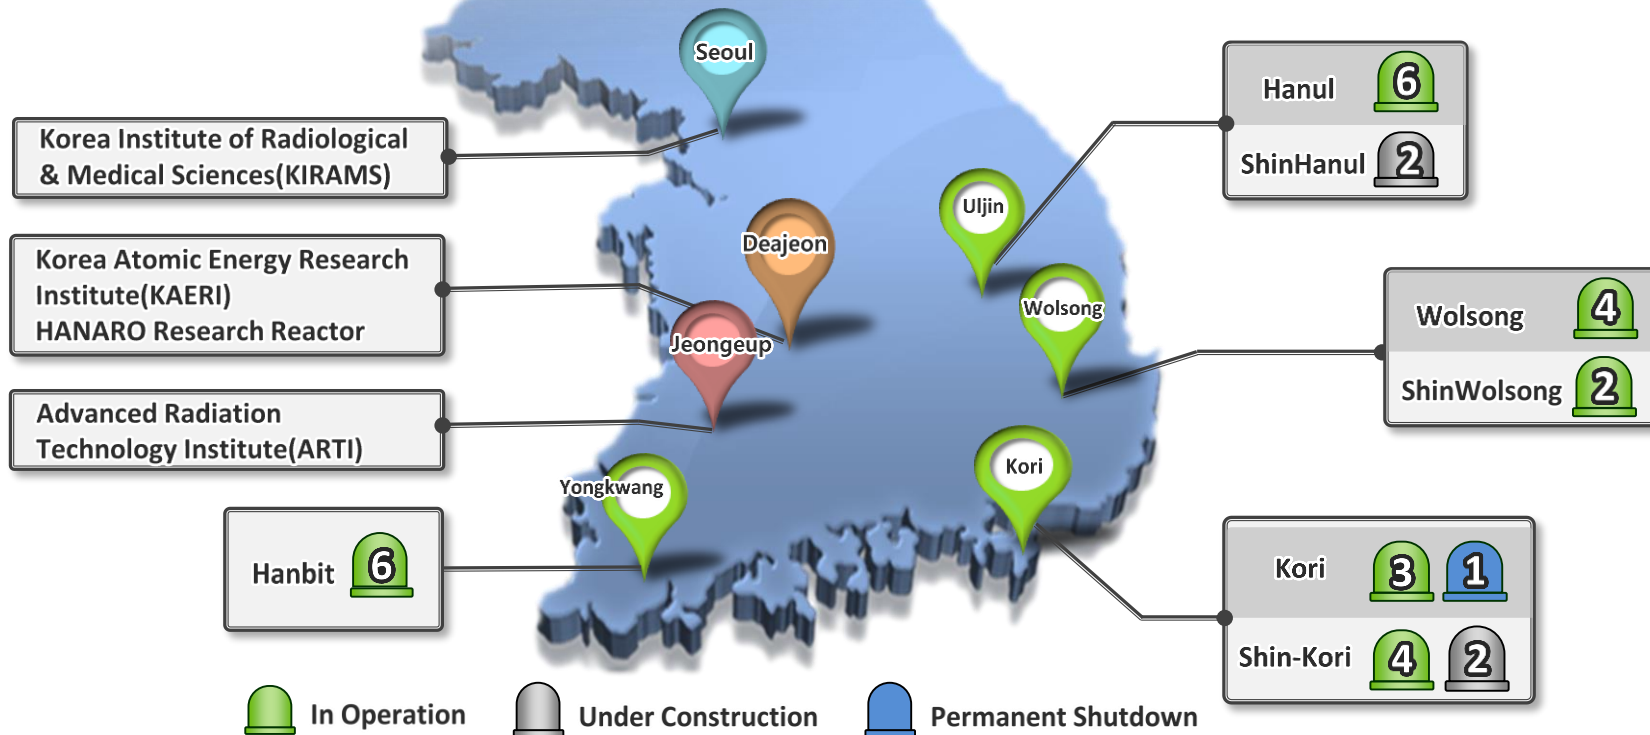 Seoul
Korea Institute of Radiological
& Medical Sciences(KIRAMS)
Korea Atomic Energy Research
Institute(KAERI)
HANARO Research Reactor
Advanced Radiation
Technology Institute(ARTI)
Deajeon
Jeongeup
Yongkwang
Hanbit 6
Uljin
Wolsong
Kori
Hanul 6
ShinHanul 2
Wolsong 4
ShinWolsong 2
Kori 3 1
Shin-Kori 4 2
In Operation
Under Construction
Permanent Shutdown